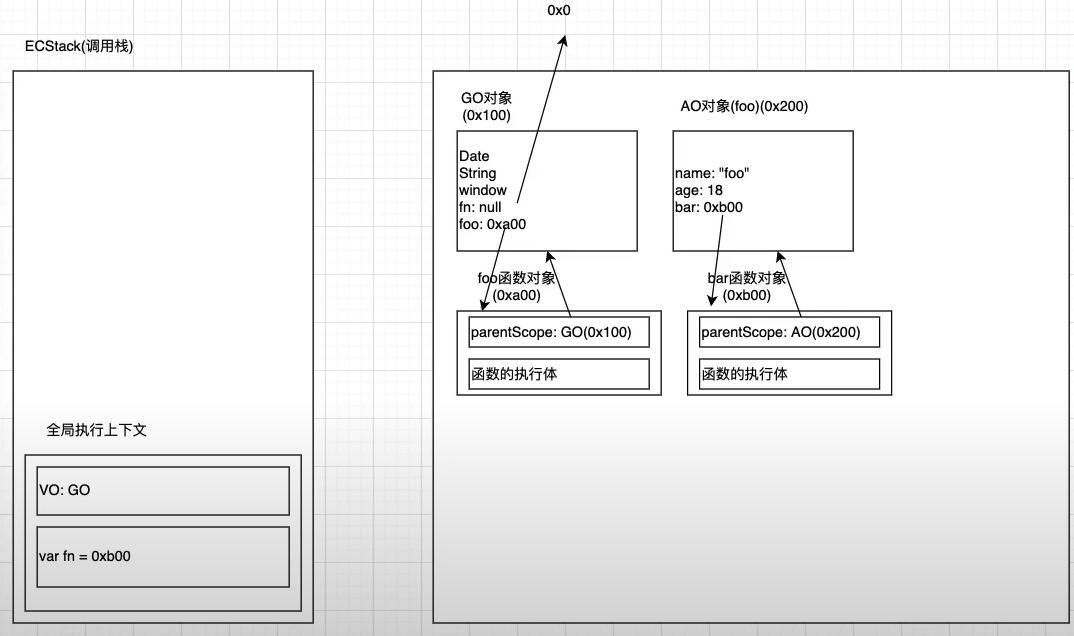 0x0
ECStack(调用栈)
GO对象
(0x100)
AO对象(foo)(0x200)
Date
String
window
fn: null
foo: 0xa00
name: "foo"
age: 18
bar: 0xb00
foo函数对象
(0xa00)
bar函数对象
(0xb00)
parentScope: GO(0x100)
函数的执行体
parentScope: AO(0x200)
函数的执行体
全局执行上下文
VO: GO
var fn = 0xb00